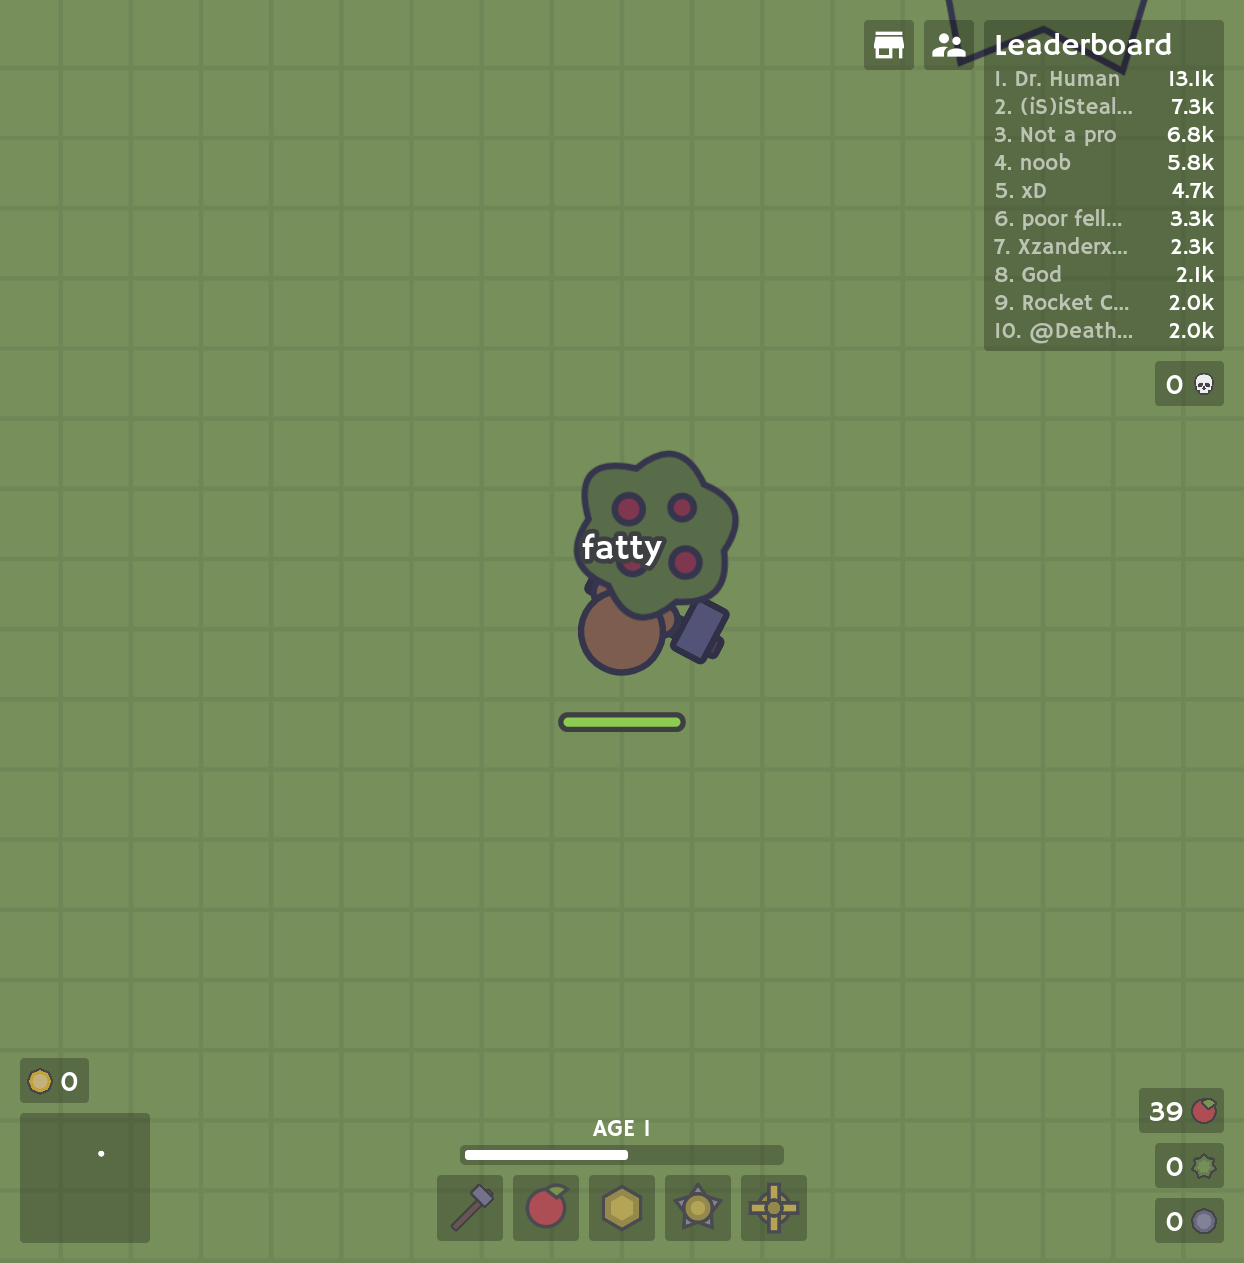 Leaderboard
1. Dr. Human 13.1k
2. (iS)iSteal... 7.3k
3. Not a pro 6.8k
4. noob 5.8k
5. xD 4.7k
6. poor fell... 3.3k
7. Xzanderx... 2.3k
8. God 2.1k
9. Rocket C... 2.0k
10. @Death... 2.0k
0
fatty
0
39
AGE 1
0
0